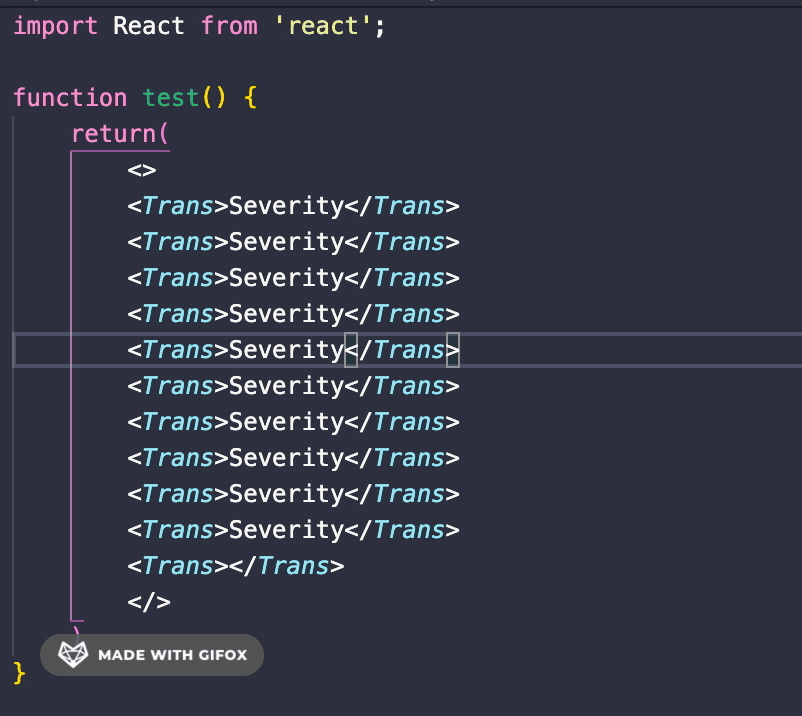 import React from 'react';
function test() {
return(
<>
<Trans>Severity</Trans>
<Trans>Severity</Trans>
<Trans>Severity</Trans>
<Trans>Severity</Trans>
<Trans>Severity</Trans>
<Trans>Severity</Trans>
<Trans>Severity</Trans>
<Trans>Severity</Trans>
<Trans>Severity</Trans>
<Trans>Severity</Trans>
<Trans></Trans>
</>
)
MADE WITH GIFOX
}